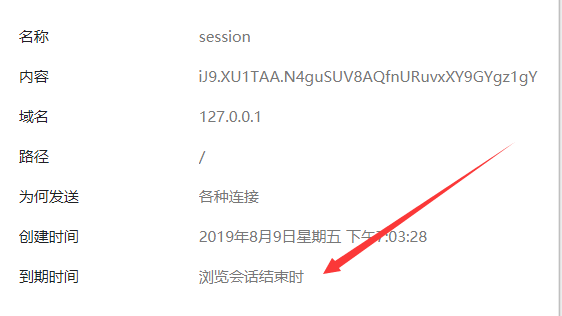 名称 session
内容 iJ9.XU1TAA.N4guSUV8AQfnURuvxXY9GYgz1gY
域名 127.0.0.1
路径 /
为何发送 各种连接
创建时间 2019年8月9日星期五 下午7:03:28
到期时间 浏览会话结束时